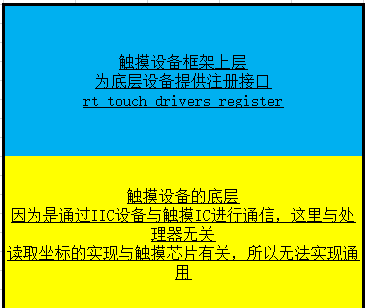 触摸设备框架上层
为底层设备提供注册接口
rt_touch_drivers_register
触摸设备的底层
因为是通过IIC设备与触摸IC进行通信，这里与处
理器无关
读取坐标的实现与触摸芯片有关，所以无法实现通
用